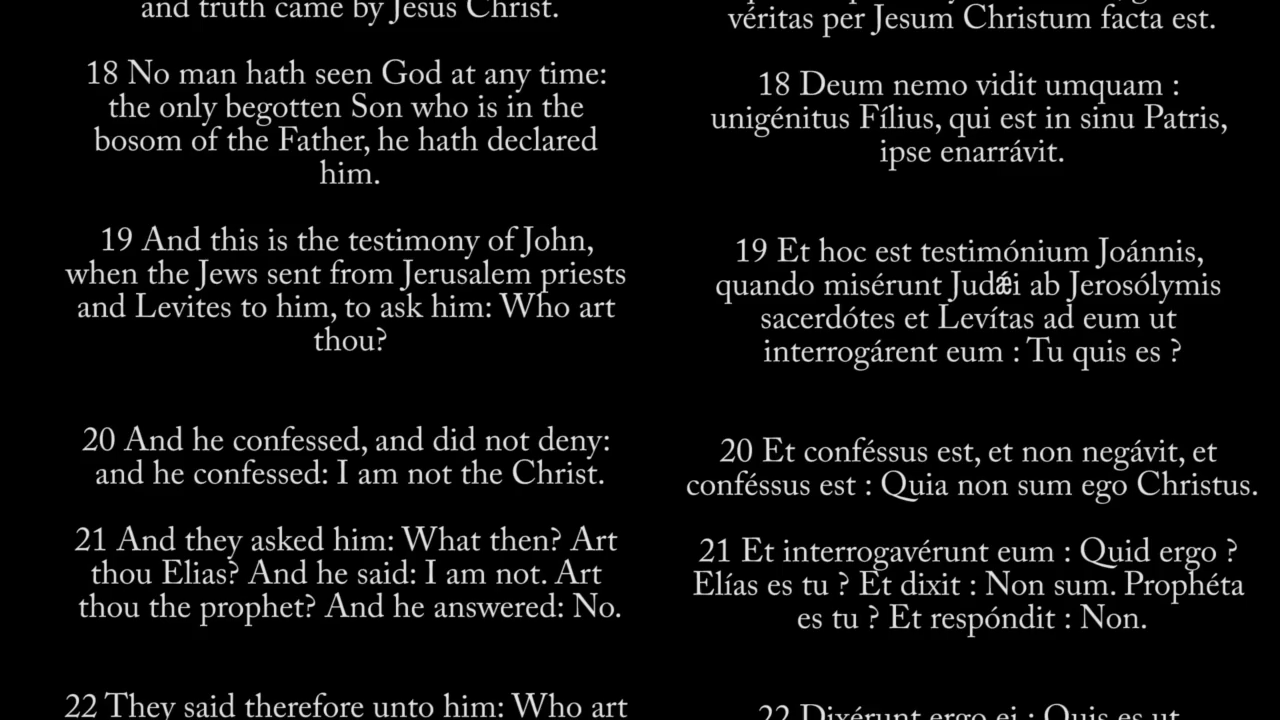 and truth came by Jesus Christ.
18 No man hath seen God at any time:
the only begotten Son who is in the
bosom of the Father, he hath declared
him.
19 And this is the testimony of John,
when the Jews sent from Jerusalem priests
and Levites to him, to ask him: Who art
thou?
20 And he confessed, and did not deny:
and he confessed: I am not the Christ.
21 And they asked him: What then? Art
thou Elias? And he said: I am not. Art
thou the prophet? And he answered: No.
22 They said therefore unto him: Who art
véritas per Jesum Christum facta est.
18 Deum nemo vidit umquam :
unigénitus Fílius, qui est in sinu Patris,
ipse enarrávit.
19 Et hoc est testimónium Joánnis,
quando misérunt Judǽi ab Jerosólymis
sacerdótes et Levítas ad eum ut
interrogárent eum : Tu quis es ?
20 Et conféssus est, et non negávit, et
conféssus est : Quia non sum ego Christus.
21 Et interrogavérunt eum : Quid ergo ?
Elías es tu ? Et dixit : Non sum. Prophéta
es tu ? Et respóndit : Non.
22 Dixérunt ergo ei : Quis es ut